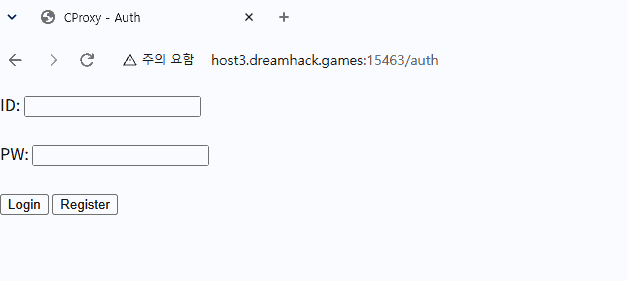 CProxy - Auth
주의 요함 host3.dreamhack.games:15463/auth
ID:
PW:
Login Register